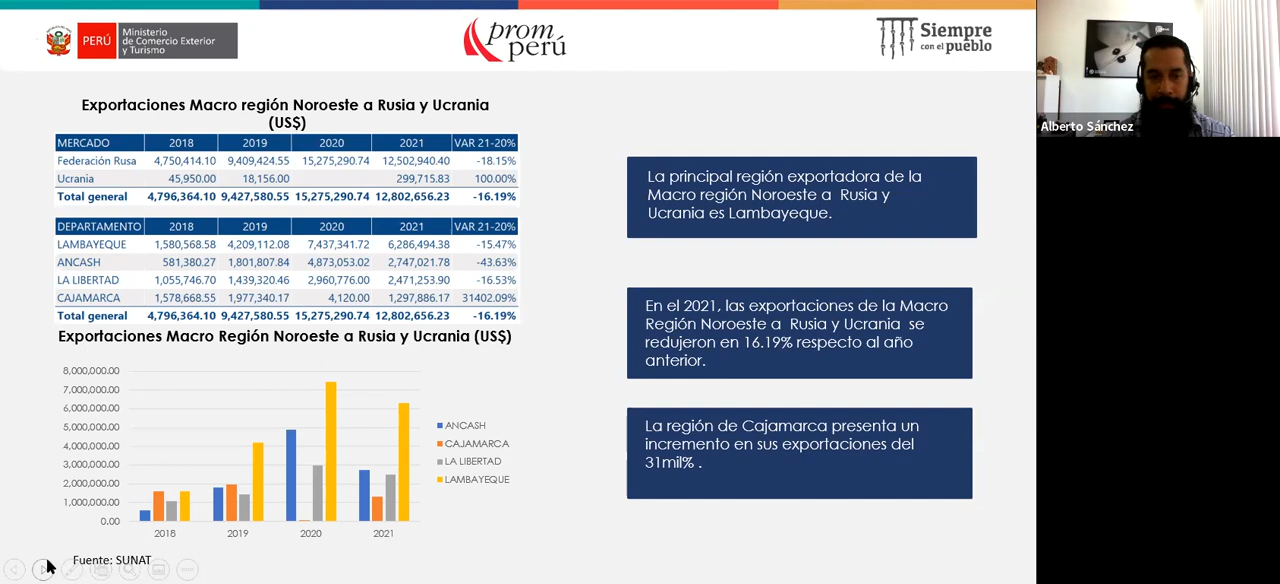 PERÚ
Ministerio
de Comercio Exterior
y Turismo
prom
perú
Siempre
con el pueblo
Alberto Sánchez
Exportaciones Macro región Noroeste a Rusia y Ucrania
(US$)
MERCADO 2018 2019 2020 2021 VAR 21-20%
Federación Rusa 4,750,414.10 9,409,424.55 15,275,290.74 12,502,940.40 -18.15%
Ucrania 45,950.00 18,156.00 299,715.83 100.00%
Total general 4,796,364.10 9,427,580.55 15,275,290.74 12,802,656.23 -16.19%
DEPARTAMENTO 2018 2019 2020 2021 VAR 21-20%
LAMBAYEQUE 1,580,568.58 4,209,112.08 7,437,341.72 6,286,494.38 -15.47%
ANCASH 581,380.27 1,801,807.84 4,873,053.02 2,747,021.78 -43.63%
LA LIBERTAD 1,055,746.70 1,439,320.46 2,960,776.00 2,471,253.90 -16.53%
CAJAMARCA 1,578,668.55 1,977,340.17 4,120.00 1,297,886.17 31402.09%
Total general 4,796,364.10 9,427,580.55 15,275,290.74 12,802,656.23 -16.19%
Exportaciones Macro Región Noroeste a Rusia y Ucrania (US$)
8,000,000.00
7,000,000.00
6,000,000.00
5,000,000.00
4,000,000.00
3,000,000.00
2,000,000.00
1,000,000.00
0.00
2018 2019 2020 2021
ANCASH
CAJAMARCA
LA LIBERTAD
LAMBAYEQUE
Fuente: SUNAT
La principal región exportadora de la
Macro región Noroeste a Rusia y
Ucrania es Lambayeque.
En el 2021, las exportaciones de la Macro
Región Noroeste a Rusia y Ucrania se
redujeron en 16.19% respecto al año
anterior.
La región de Cajamarca presenta un
incremento en sus exportaciones del
31mil% .